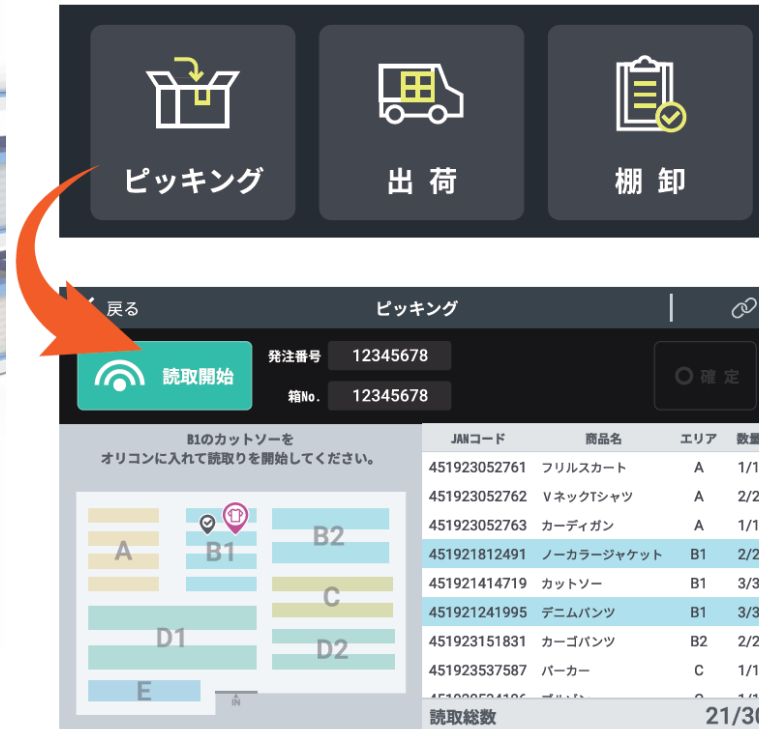 ピッキング
出 荷
棚 卸
戻る
ピッキング
読取開始
発注番号 12345678
箱No. 12345678
確 定
B1のカットソーを
オリコンに入れて読取りを開始してください。
A
B1
B2
C
D1
D2
E
IN
JANコード 商品名 エリア 数量
451923052761 フリルスカート A 1/1
451923052762 VネックTシャツ A 2/2
451923052763 カーディガン A 1/1
451921812491 ノーカラージャケット B1 2/2
451921414719 カットソー B1 3/3
451921241995 デニムパンツ B1 3/3
451923151831 カーゴパンツ B2 2/2
451923537587 パーカー C 1/1
読取総数 21/30